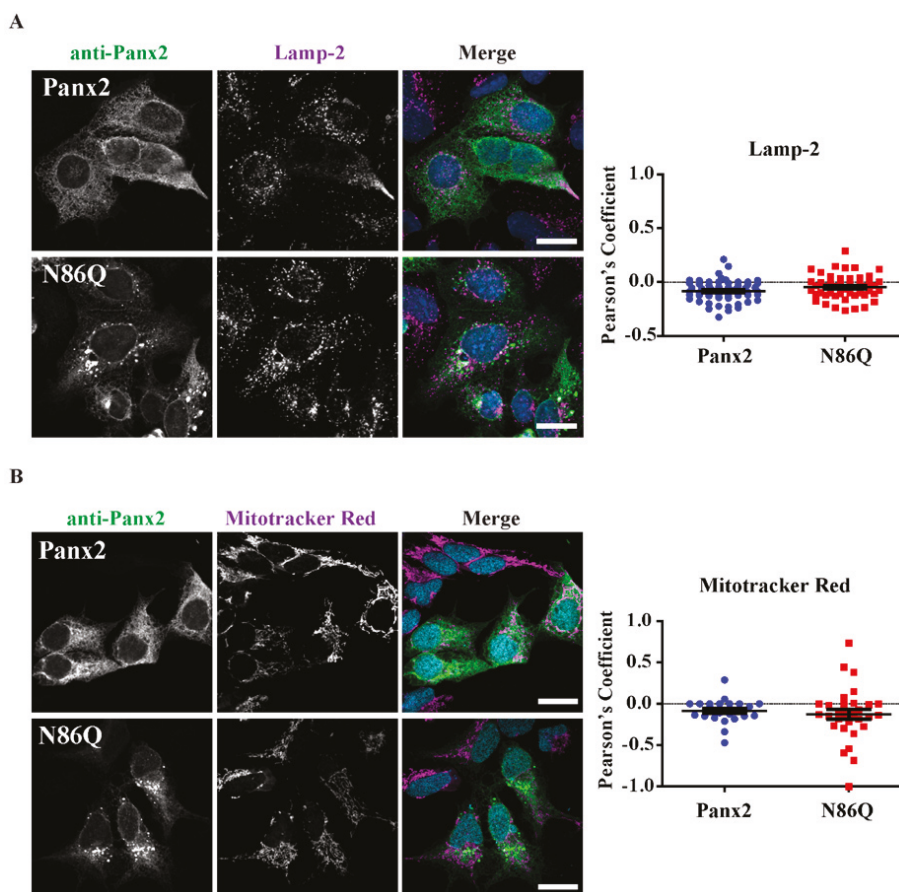 A
anti-Panx2 Lamp-2 Merge
Panx2
N86Q
Lamp-2
Pearson's Coefficient
1.0
0.5
0.0
-0.5
Panx2 N86Q
B
anti-Panx2 Mitotracker Red Merge
Panx2
N86Q
Mitotracker Red
Pearson's Coefficient
1.0
0.5
0.0
-0.5
-1.0
Panx2 N86Q